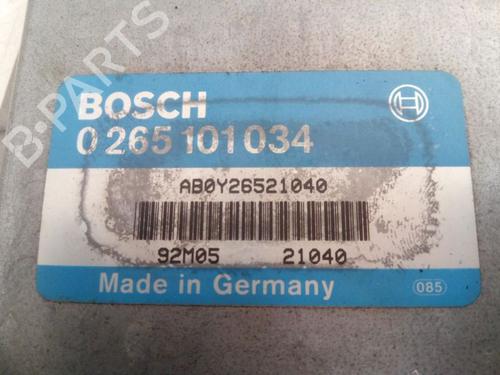 B-PARTS
BOSCH
0 265 101 034
AB0Y26521040
92M05 21040
Made in Germany
085